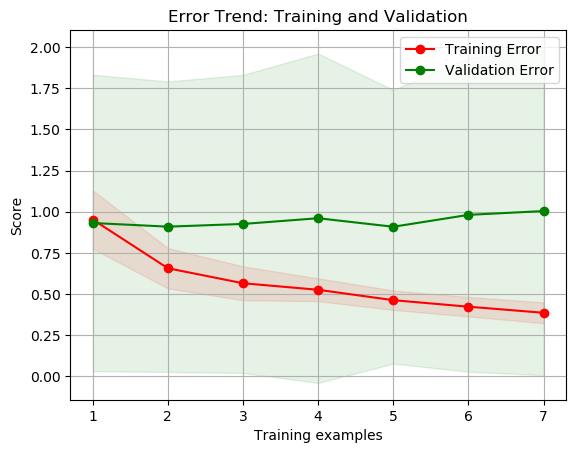 Error Trend: Training and Validation
Training Error
Validation Error
Score
2.00
1.75
1.50
1.25
1.00
0.75
0.50
0.25
0.00
1 2 3 4 5 6 7
Training examples